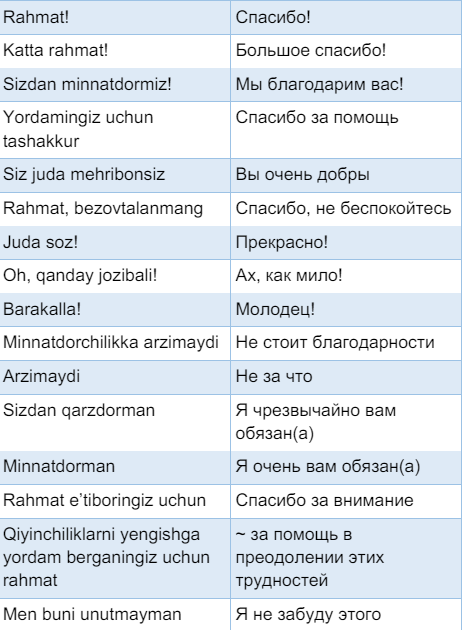 Rahmat! Спасибо!
Katta rahmat! Большое спасибо!
Sizdan minnatdormiz! Мы благодарим вас!
Yordamingiz uchun Спасибо за помощь
tashakkur
Siz juda mehribonsiz Вы очень добры
Rahmat, bezovtalanmang Спасибо, не беспокойтесь
Juda soz! Прекрасно!
Oh, qanday jozibali! Ах, как мило!
Barakalla! Молодец!
Minnatdorchilikka arzimaydi Не стоит благодарности
Arzimaydi Не за что
Sizdan qarzdorman Я чрезвычайно вам
обязан(а)
Minnatdorman Я очень вам обязан(а)
Rahmat e’tiboringiz uchun Спасибо за внимание
Qiyinchiliklarni yengishga ~ за помощь в
yordam berganingiz uchun преодолении этих
rahmat трудностей
Men buni unutmayman Я не забуду этого